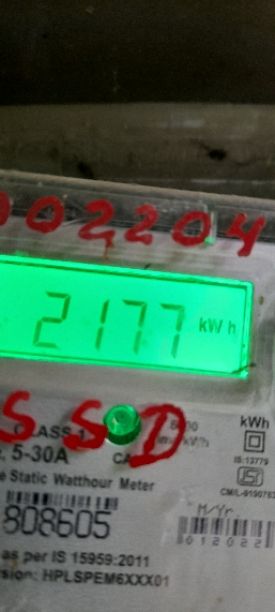 002204
2177 kWh
SSD
CLASS 1
kWh
5-30A
IS:13779
Static Watthour Meter
808605
M/Yr
as per IS 15959:2011
HPLSPEM6XXX01